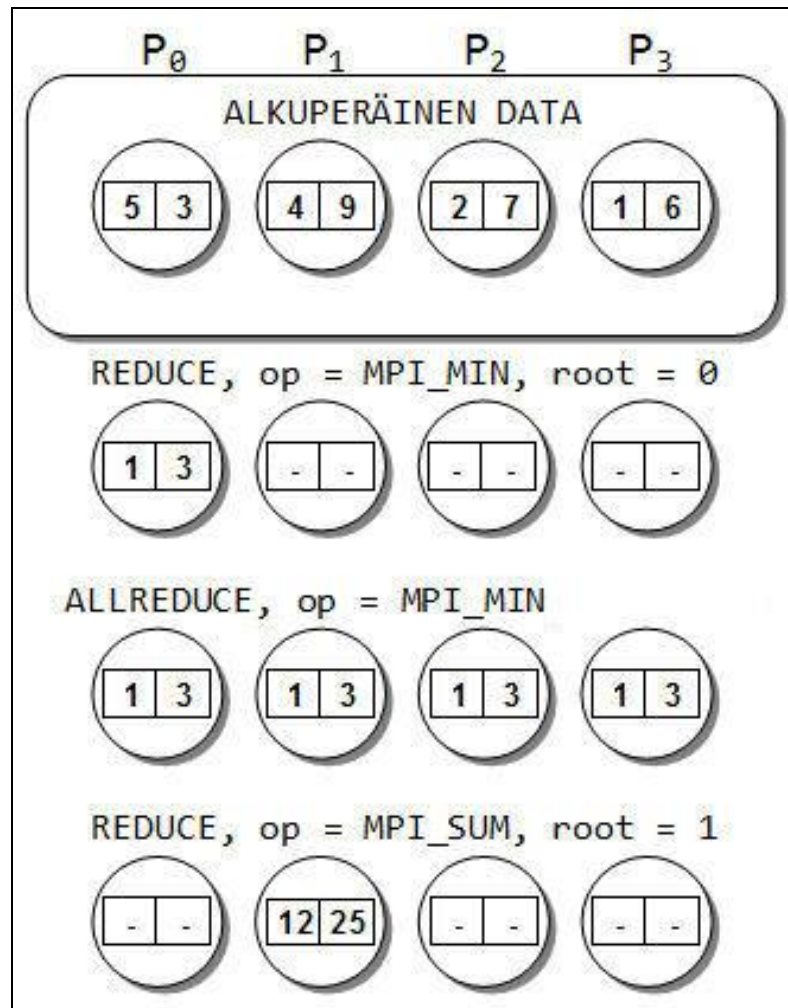 P₀ P₁ P₂ P₃
ALKUPERÄINEN DATA
5 3 4 9 2 7 1 6
REDUCE, op = MPI_MIN, root = 0
1 3 - - - - - -
ALLREDUCE, op = MPI_MIN
1 3 1 3 1 3 1 3
REDUCE, op = MPI_SUM, root = 1
- - 12 25 - - - -